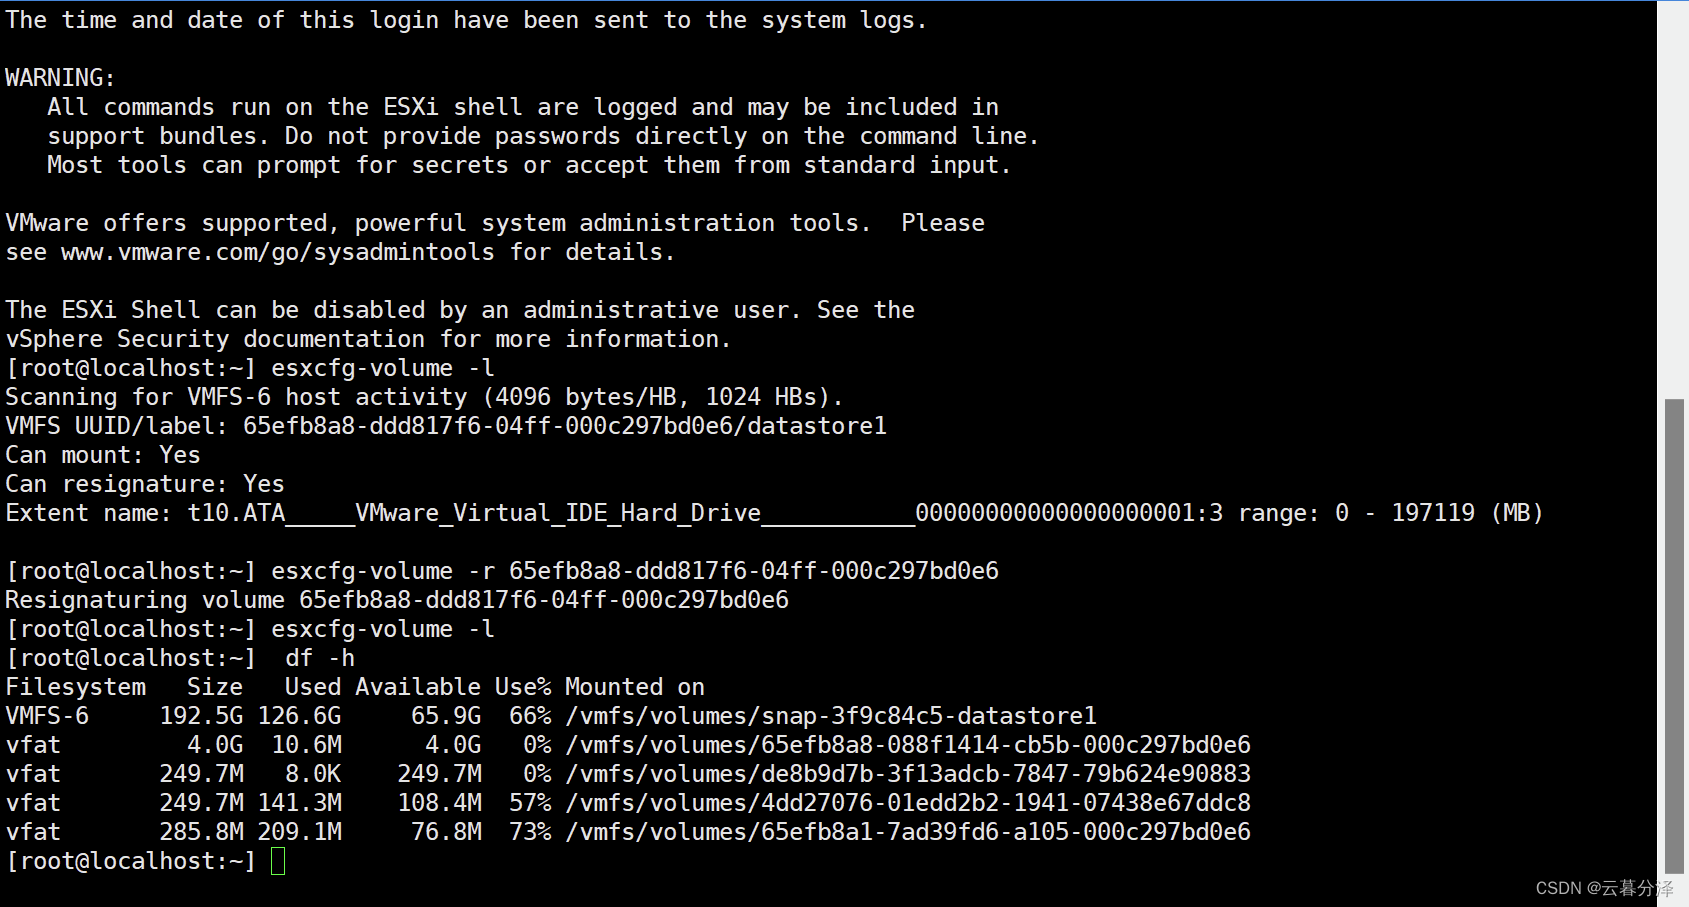 The time and date of this login have been sent to the system logs.
WARNING:
   All commands run on the ESXi shell are logged and may be included in
   support bundles. Do not provide passwords directly on the command line.
   Most tools can prompt for secrets or accept them from standard input.
VMware offers supported, powerful system administration tools.  Please
see www.vmware.com/go/sysadmintools for details.
The ESXi Shell can be disabled by an administrative user. See the
vSphere Security documentation for more information.
[root@localhost:~] esxcfg-volume -l
Scanning for VMFS-6 host activity (4096 bytes/HB, 1024 HBs).
VMFS UUID/label: 65efb8a8-ddd817f6-04ff-000c297bd0e6/datastore1
Can mount: Yes
Can resignature: Yes
Extent name: t10.ATA_____VMware_Virtual_IDE_Hard_Drive___________00000000000000000001:3 range: 0 - 197119 (MB)
[root@localhost:~] esxcfg-volume -r 65efb8a8-ddd817f6-04ff-000c297bd0e6
Resignaturing volume 65efb8a8-ddd817f6-04ff-000c297bd0e6
[root@localhost:~] esxcfg-volume -l
[root@localhost:~]  df -h
Filesystem   Size   Used Available Use% Mounted on
VMFS-6     192.5G 126.6G     65.9G  66% /vmfs/volumes/snap-3f9c84c5-datastore1
vfat         4.0G  10.6M      4.0G   0% /vmfs/volumes/65efb8a8-088f1414-cb5b-000c297bd0e6
vfat       249.7M   8.0K    249.7M   0% /vmfs/volumes/de8b9d7b-3f13adcb-7847-79b624e90883
vfat       249.7M 141.3M    108.4M  57% /vmfs/volumes/4dd27076-01edd2b2-1941-07438e67ddc8
vfat       285.8M 209.1M     76.8M  73% /vmfs/volumes/65efb8a1-7ad39fd6-a105-000c297bd0e6
[root@localhost:~]
CSDN @云暮分泽